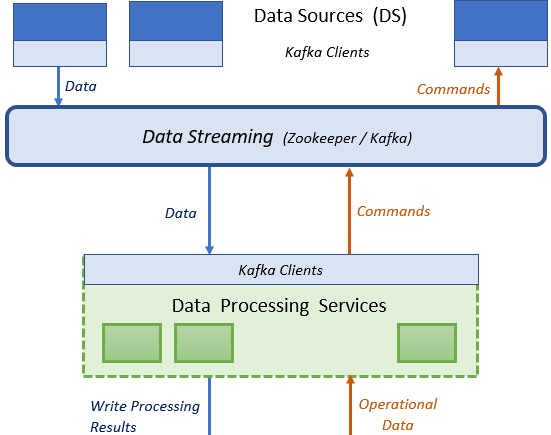 Data Sources (DS)
Kafka Clients
Data
Commands
Data Streaming (Zookeeper / Kafka)
Data
Commands
Kafka Clients
Data Processing Services
Write Processing
Results
Operational
Data